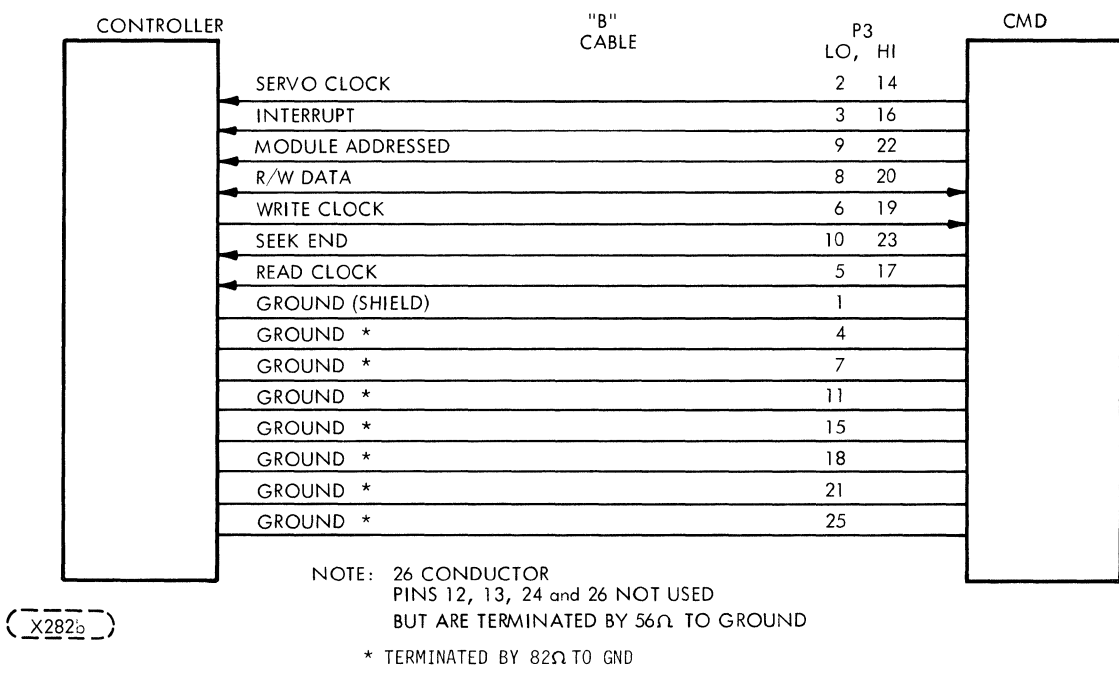 CONTROLLER
"B"
CABLE
P3
LO, HI
CMD
SERVO CLOCK 2 14
INTERRUPT 3 16
MODULE ADDRESSED 9 22
R/W DATA 8 20
WRITE CLOCK 6 19
SEEK END 10 23
READ CLOCK 5 17
GROUND (SHIELD) 1
GROUND * 4
GROUND * 7
GROUND * 11
GROUND * 15
GROUND * 18
GROUND * 21
GROUND * 25
NOTE: 26 CONDUCTOR
PINS 12, 13, 24 and 26 NOT USED
BUT ARE TERMINATED BY 56Ω TO GROUND
X282b
* TERMINATED BY 82Ω TO GND